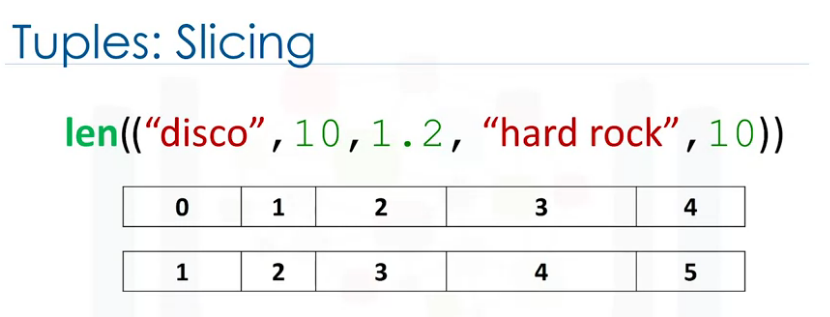 Tuples: Slicing
len((“disco”, 10, 1.2, “hard rock”, 10))
0 1 2 3 4
1 2 3 4 5